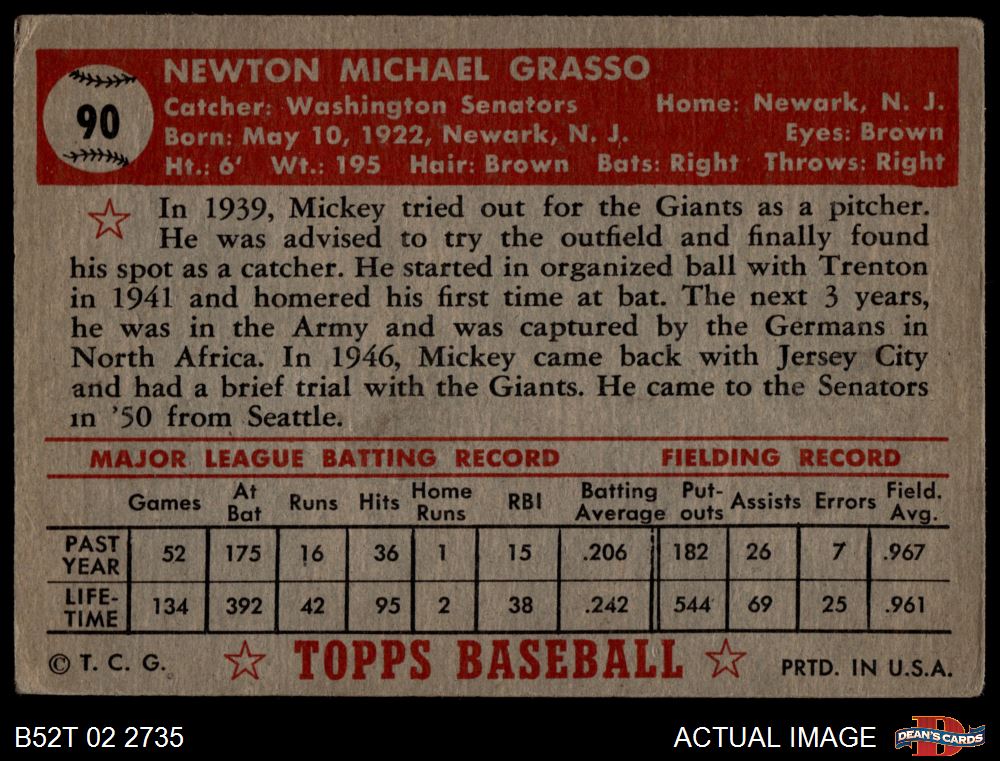 90
NEWTON MICHAEL GRASSO
Catcher: Washington Senators Home: Newark, N. J.
Born: May 10, 1922, Newark, N. J. Eyes: Brown
Ht.: 6' Wt.: 195 Hair: Brown Bats: Right Throws: Right
In 1939, Mickey tried out for the Giants as a pitcher.
He was advised to try the outfield and finally found
his spot as a catcher. He started in organized ball with Trenton
in 1941 and homered his first time at bat. The next 3 years,
he was in the Army and was captured by the Germans in
North Africa. In 1946, Mickey came back with Jersey City
and had a brief trial with the Giants. He came to the Senators
in '50 from Seattle.
MAJOR LEAGUE BATTING RECORD FIELDING RECORD
Games At Bat Runs Hits Home Runs RBI Batting Average Put-outs Assists Errors Field. Avg.
PAST YEAR 52 175 16 36 1 15 .206 182 26 7 .967
LIFE-TIME 134 392 42 95 2 38 .242 544 69 25 .961
© T. C. G. TOPPS BASEBALL PRTD. IN U.S.A.
B52T 02 2735 ACTUAL IMAGE DEAN'S CARDS